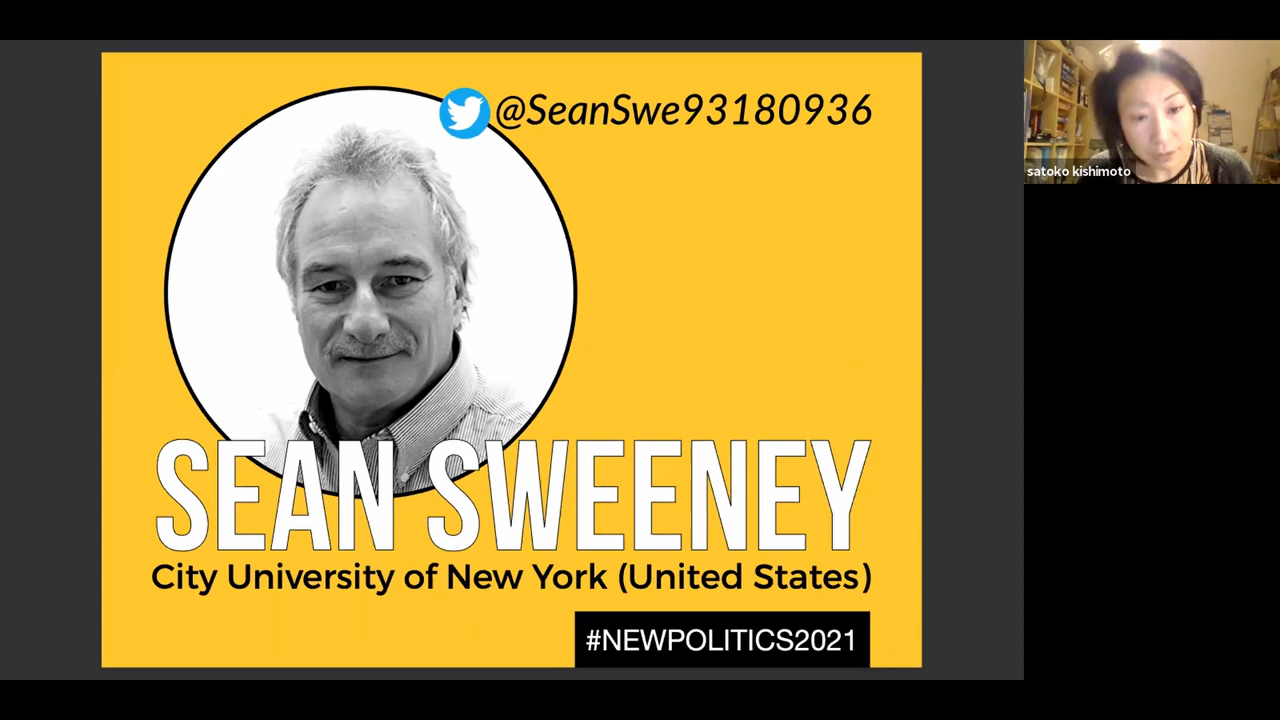 @SeanSwe93180936
satoko kishimoto
SEAN SWEENEY
City University of New York (United States)
#NEWPOLITICS2021